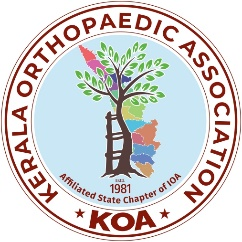 KERALA ORTHOPAEDIC ASSOCIATION
ESTD.
1981
Affiliated State Chapter of IOA
★ KOA ★